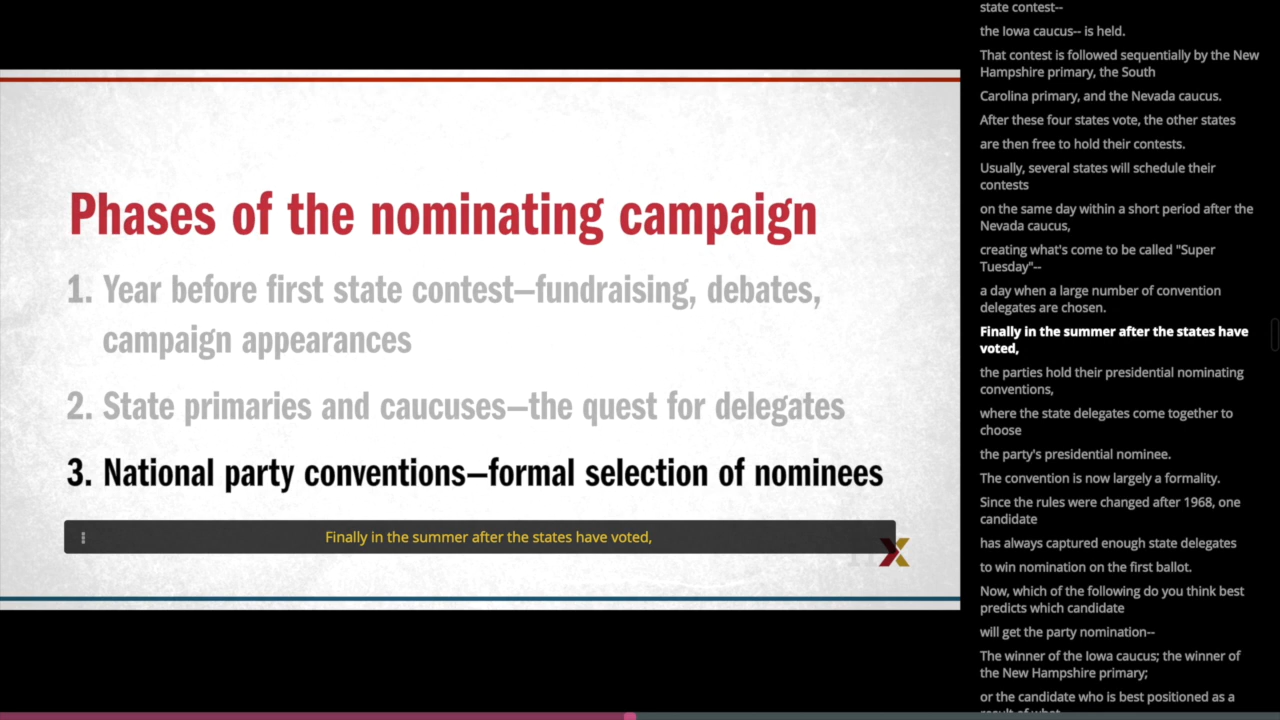 Phases of the nominating campaign
1. Year before first state contest—fundraising, debates,
campaign appearances
2. State primaries and caucuses—the quest for delegates
3. National party conventions—formal selection of nominees
Finally in the summer after the states have voted,
X
state contest--
the Iowa caucus-- is held.
That contest is followed sequentially by the New
Hampshire primary, the South
Carolina primary, and the Nevada caucus.
After these four states vote, the other states
are then free to hold their contests.
Usually, several states will schedule their
contests
on the same day within a short period after the
Nevada caucus,
creating what's come to be called "Super
Tuesday"--
a day when a large number of convention
delegates are chosen.
Finally in the summer after the states have
voted,
the parties hold their presidential nominating
conventions,
where the state delegates come together to
choose
the party's presidential nominee.
The convention is now largely a formality.
Since the rules were changed after 1968, one
candidate
has always captured enough state delegates
to win nomination on the first ballot.
Now, which of the following do you think best
predicts which candidate
will get the party nomination--
The winner of the Iowa caucus; the winner of
the New Hampshire primary;
or the candidate who is best positioned as a
result of what